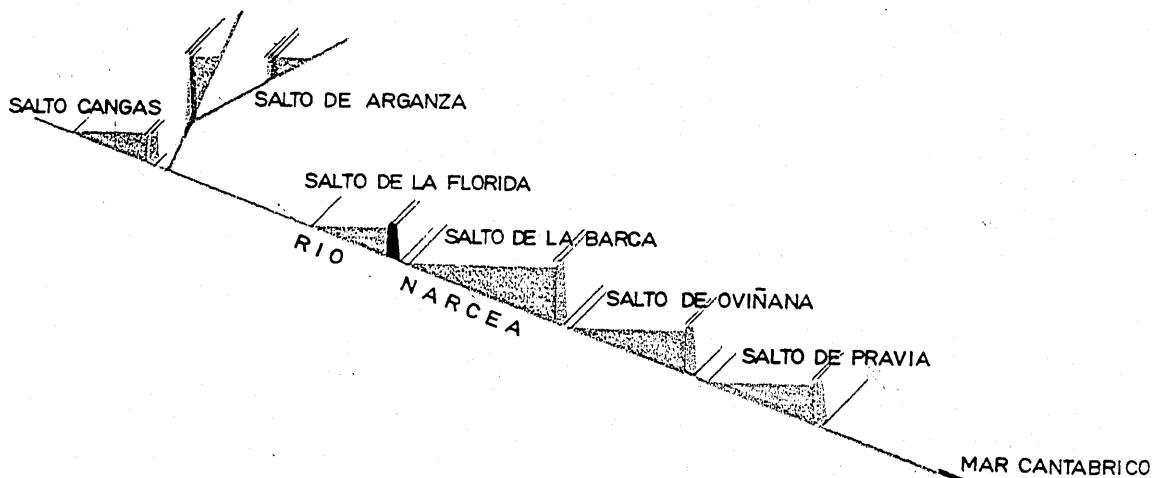 SALTO CANGAS
SALTO DE ARGANZA
SALTO DE LA FLORIDA
SALTO DE LA BARCA
RIO NARCEA
SALTO DE OVIÑANA
SALTO DE PRAVIA
MAR CANTABRICO